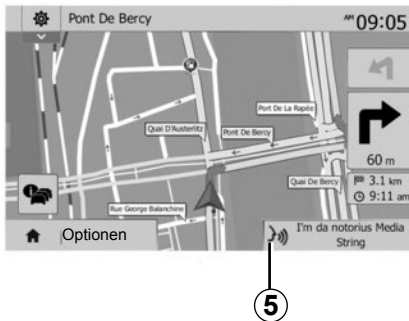 Pont De Bercy
AM 09:05
Port De La Rapée
Quai D'Austerlitz
Pont De Bercy
60 m
Quai De Bercy
3.1 km
9:11 am
Rue George Balanchine
Optionen
I'm da notorius Media
String
5